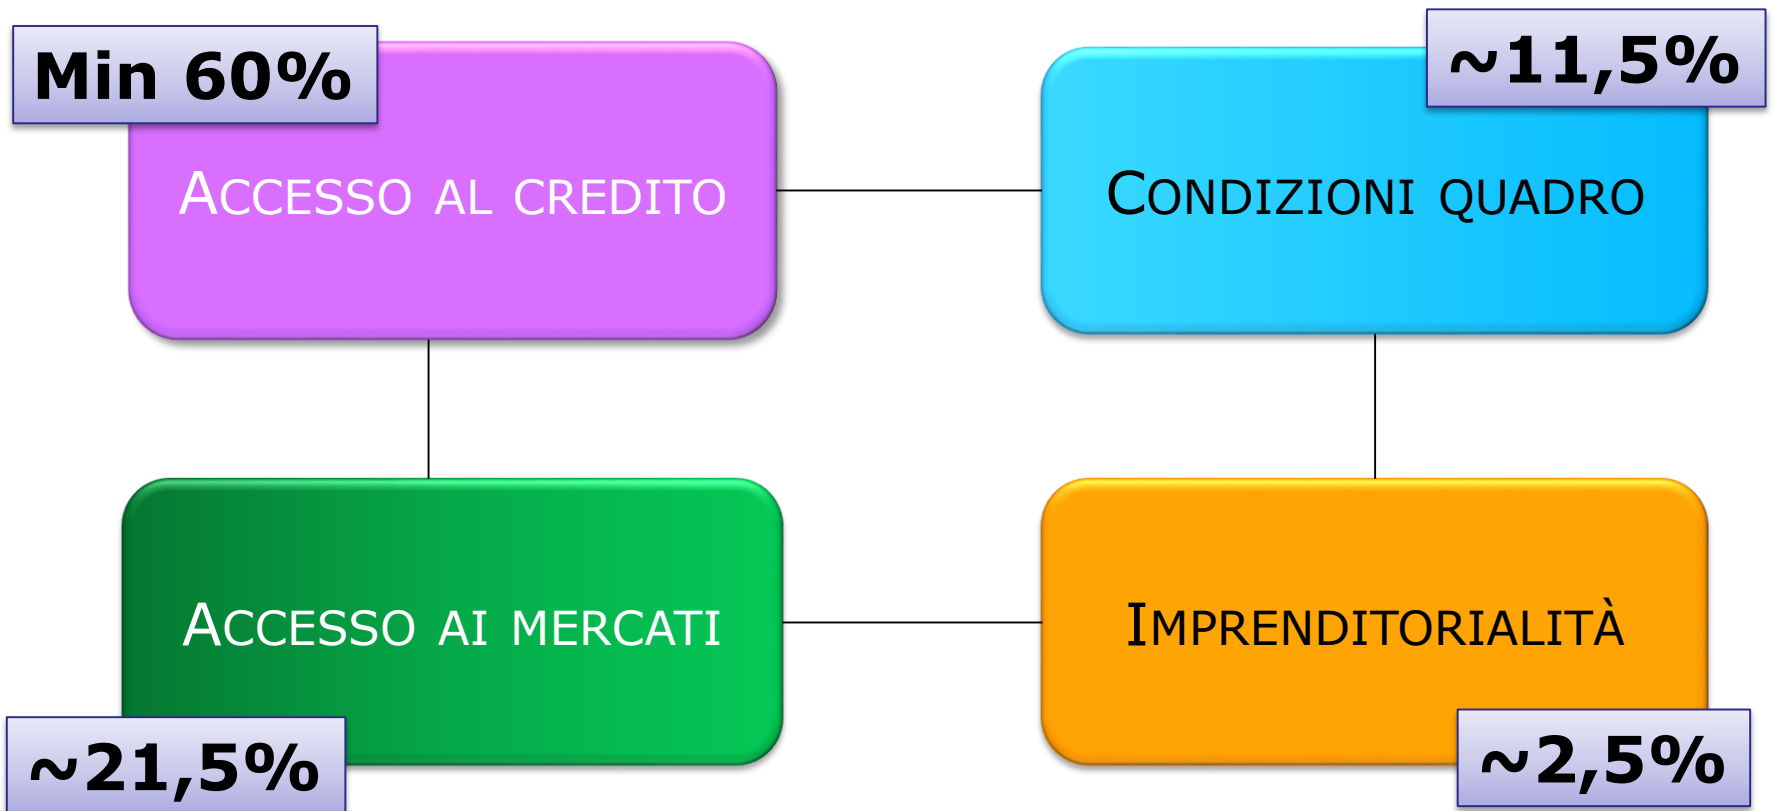 Min 60%
~11,5%
Accesso al credito
Condizioni quadro
Accesso ai mercati
Imprenditorialità
~21,5%
~2,5%